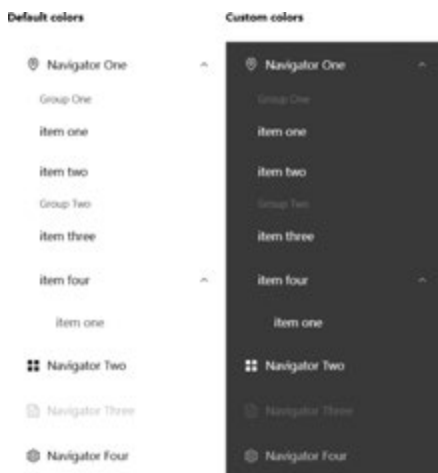 Default colors
Navigator One
Group One
item one
item two
Group Two
item three
item four
item one
Navigator Two
Navigator Three
Navigator Four
Custom colors
Navigator One
Group One
item one
item two
Group Two
item three
item four
item one
Navigator Two
Navigator Three
Navigator Four